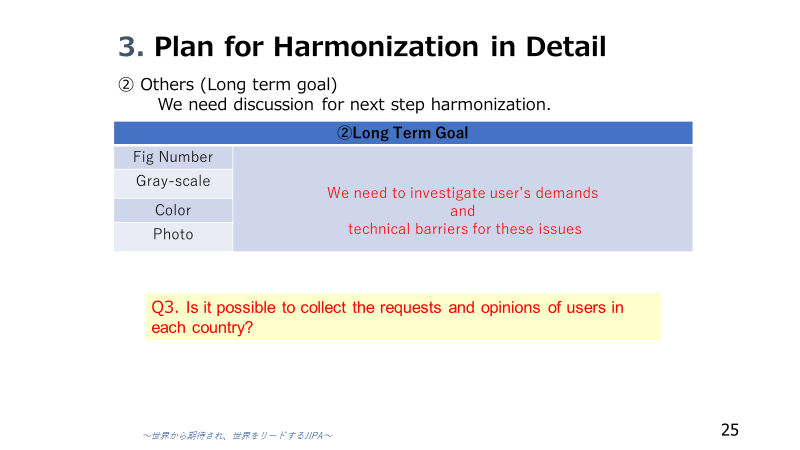 3. Plan for Harmonization in Detail
② Others (Long term goal)
We need discussion for next step harmonization.
②Long Term Goal
Fig Number
Gray-scale
Color
Photo
We need to investigate user’s demands
and
technical barriers for these issues
Q3. Is it possible to collect the requests and opinions of users in
each country?
～世界から期待され、世界をリードするJIPA～
25